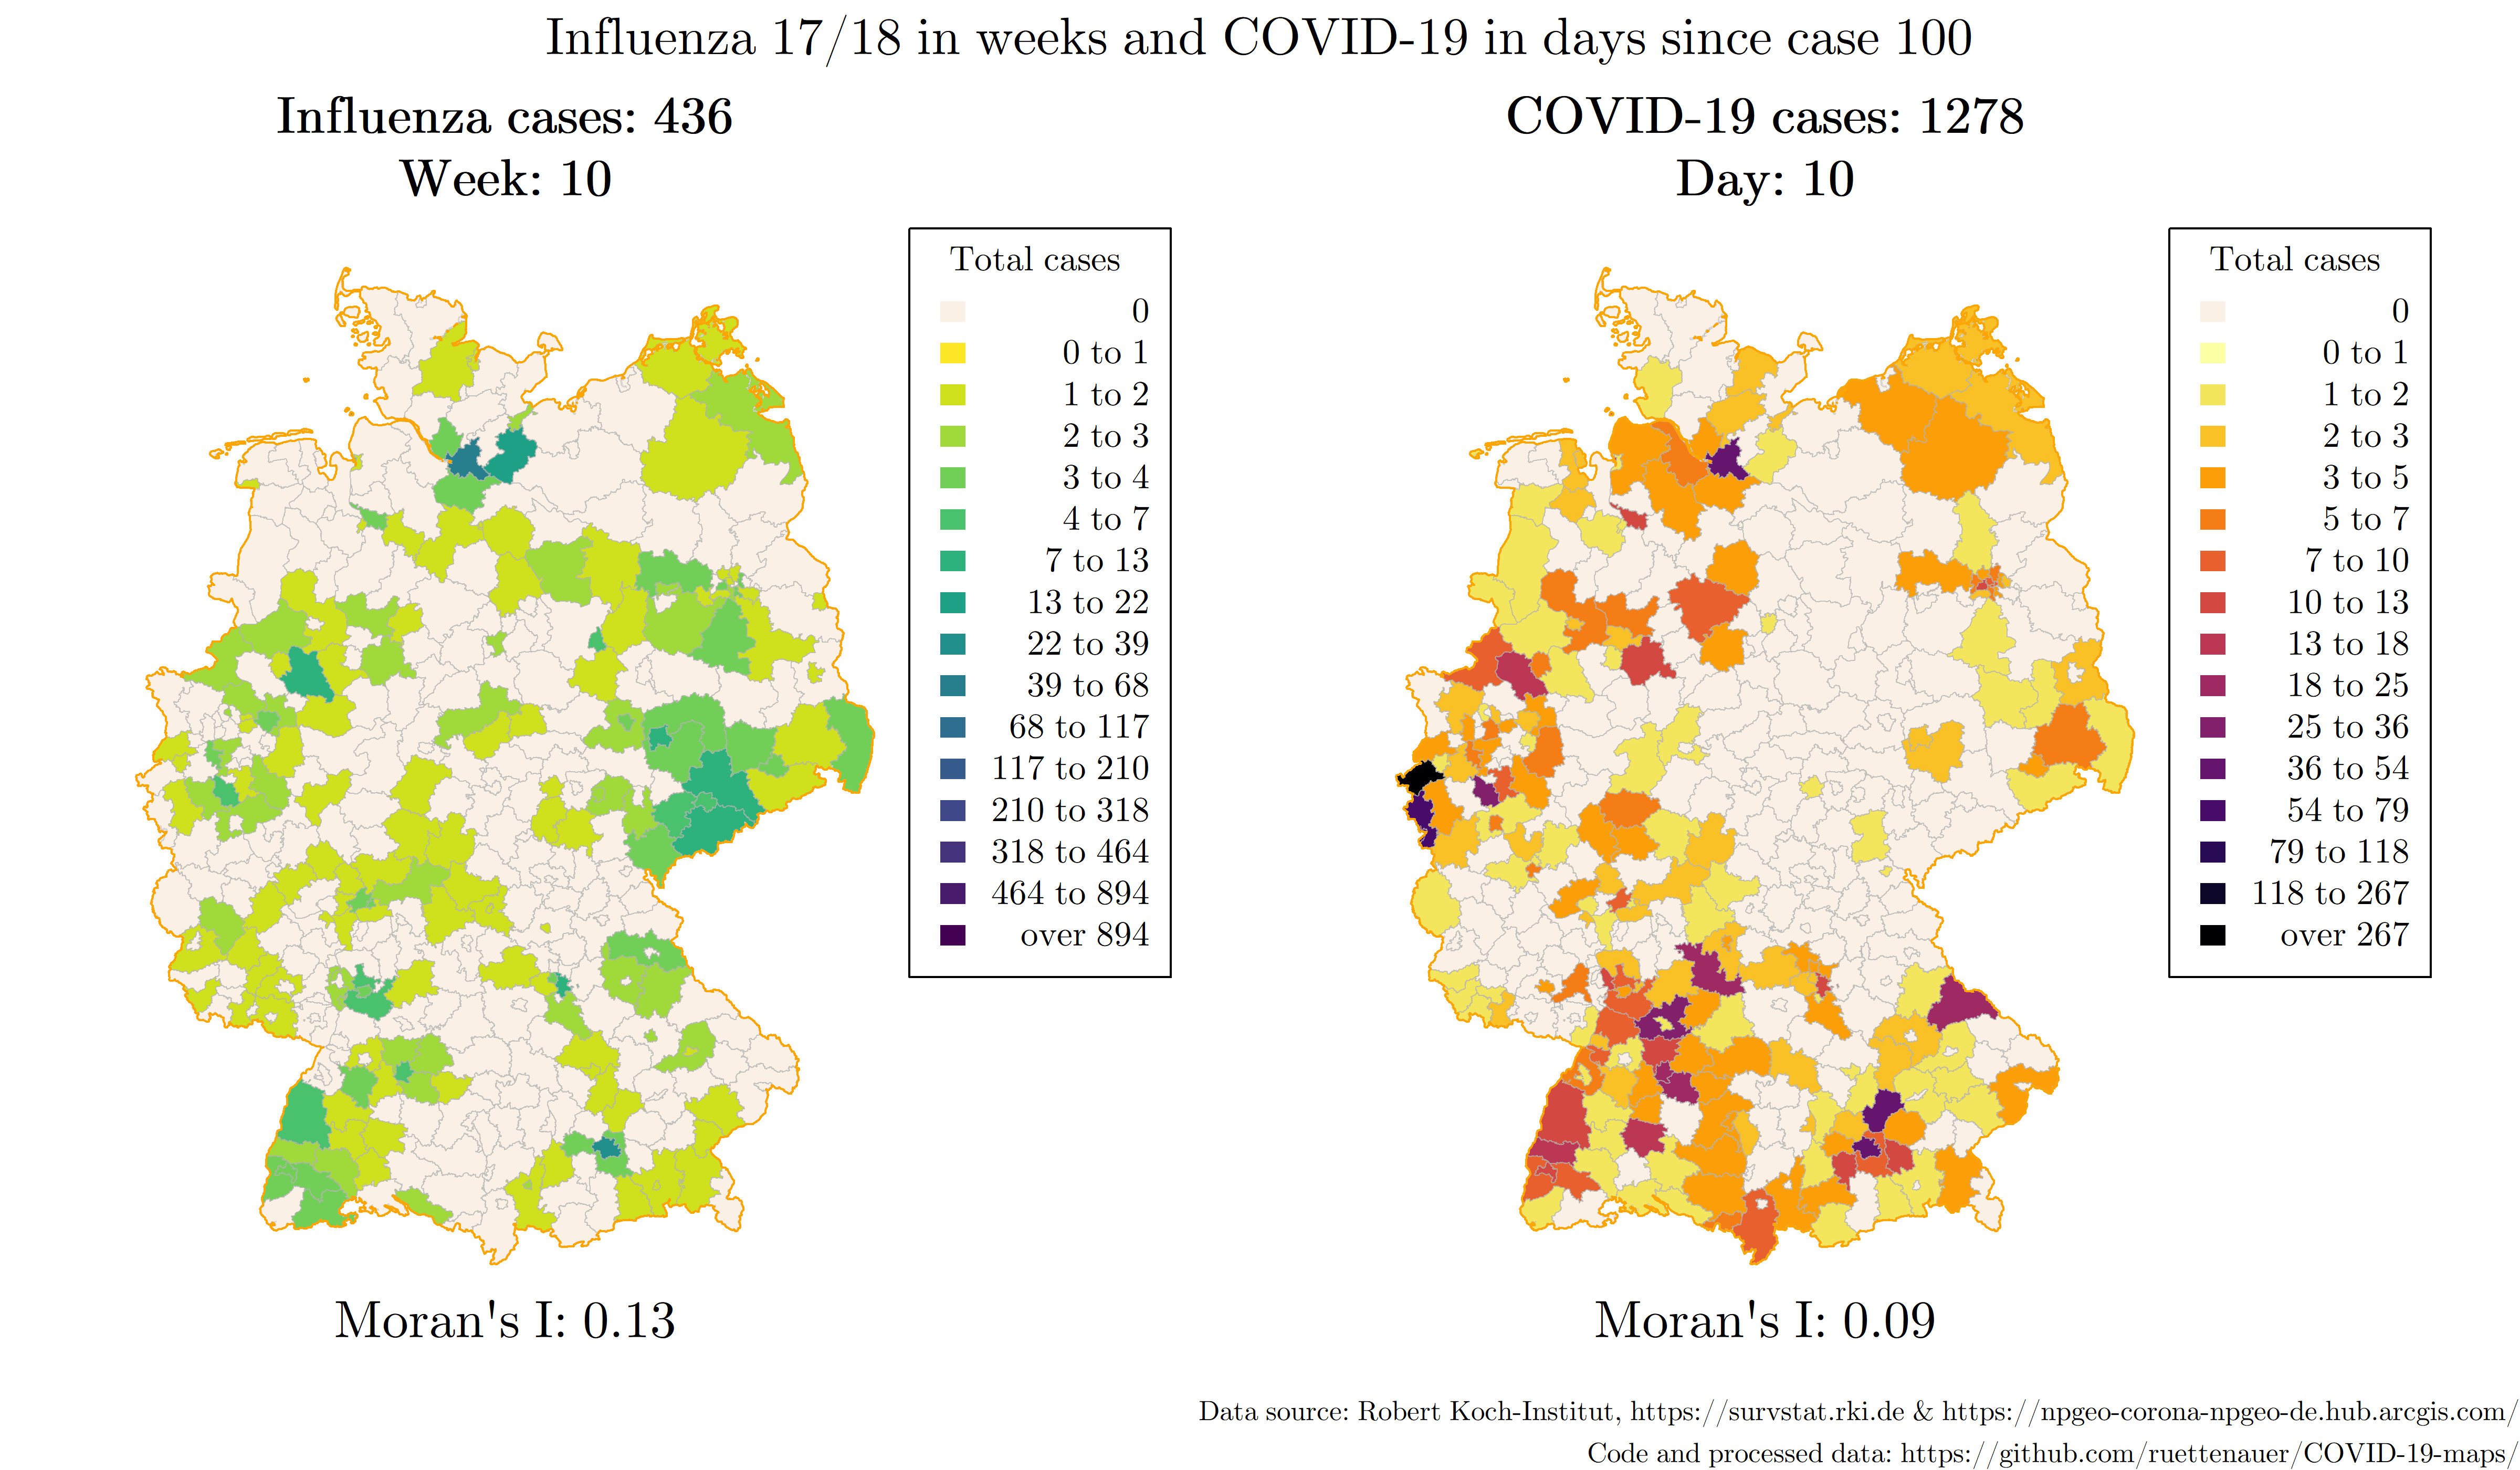 Influenza 17/18 in weeks and COVID-19 in days since case 100
Influenza cases: 436
Week: 10
Total cases
0
0 to 1
1 to 2
2 to 3
3 to 4
4 to 7
7 to 13
13 to 22
22 to 39
39 to 68
68 to 117
117 to 210
210 to 318
318 to 464
464 to 894
over 894
Moran's I: 0.13
COVID-19 cases: 1278
Day: 10
Total cases
0
0 to 1
1 to 2
2 to 3
3 to 5
5 to 7
7 to 10
10 to 13
13 to 18
18 to 25
25 to 36
36 to 54
54 to 79
79 to 118
118 to 267
over 267
Moran's I: 0.09
Data source: Robert Koch-Institut, https://survstat.rki.de & https://npgeo-corona-npgeo-de.hub.arcgis.com/
Code and processed data: https://github.com/ruettenauer/COVID-19-maps/